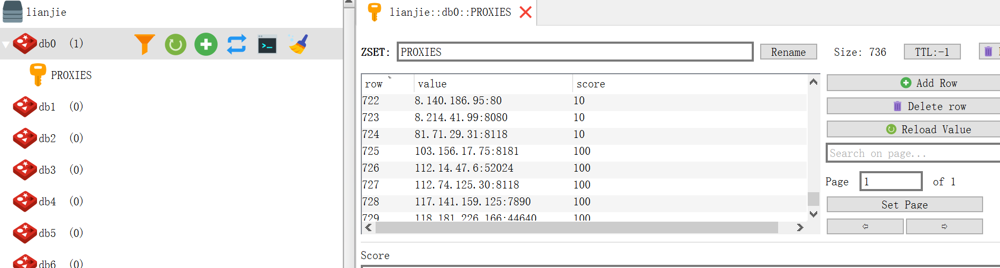 lianjie
db0 (1)
PROXIES
db1 (0)
db2 (0)
db3 (0)
db4 (0)
db5 (0)
db6 (0)
lianjie::db0::PROXIES
ZSET: PROXIES Rename Size: 736 TTL:-1
row value score
722 8.140.186.95:80 10
723 8.214.41.99:8080 10
724 81.71.29.31:8118 10
725 103.156.17.75:8181 100
726 112.14.47.6:52024 100
727 112.74.125.30:8118 100
728 117.141.159.125:7890 100
729 118.181.226.166:44640 100
Add Row
Delete row
Reload Value
Search on page...
Page 1 of 1
Set Page
Score